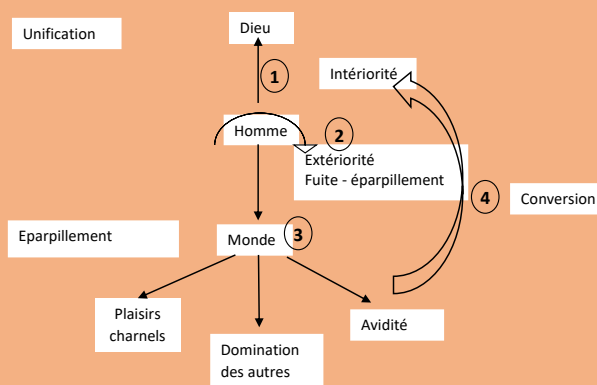 Dieu
Unification
1
Intériorité
Homme
2
Extériorité
Fuite - éparpillement
4
Conversion
Eparpillement
Monde
3
Plaisirs
charnels
Avidité
Domination
des autres